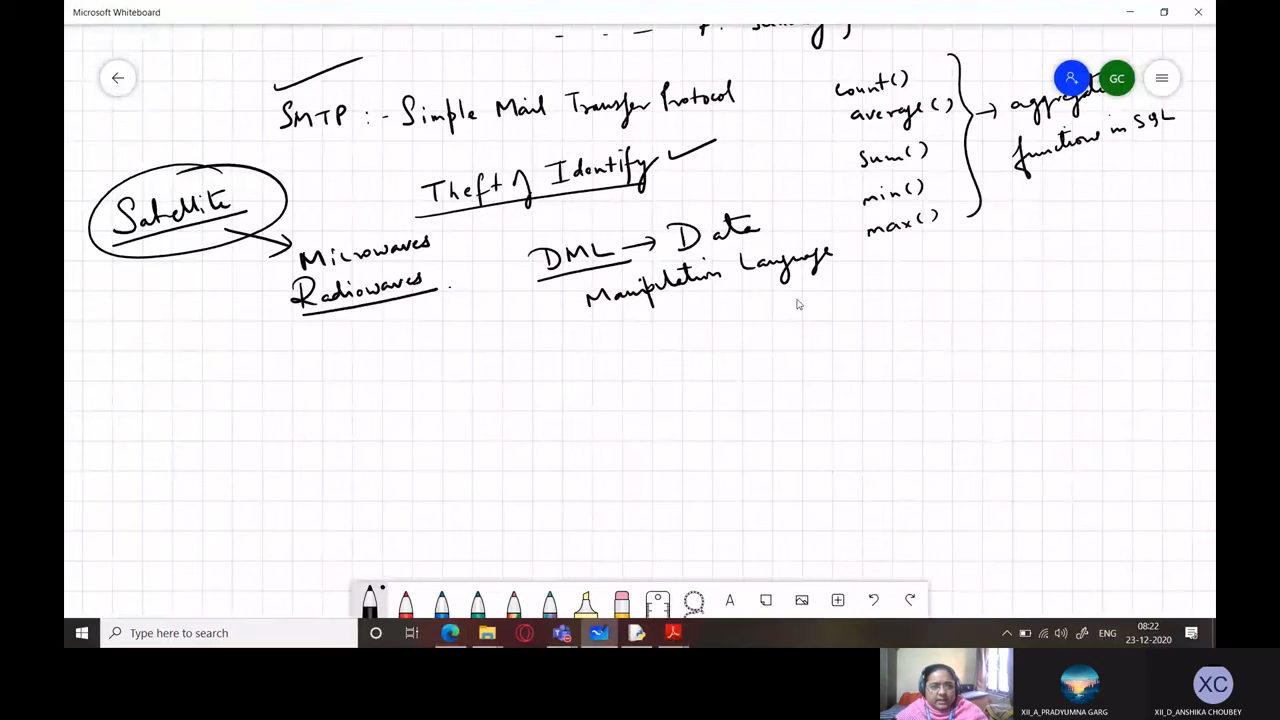 Microsoft Whiteboard
SMTP :- Simple Mail Transfer Protocol
count()
average()
sum()
min()
max()
→ aggregate
functions in SQL
Theft of Identify
Satellite
Microwaves
Radiowaves
DML → Data
Maniplation Language
GC
A
Type here to search
ENG
08:22
23-12-2020
XC
XII_A_PRADYUMNA GARG
XII_D_ANSHIKA CHOUBEY